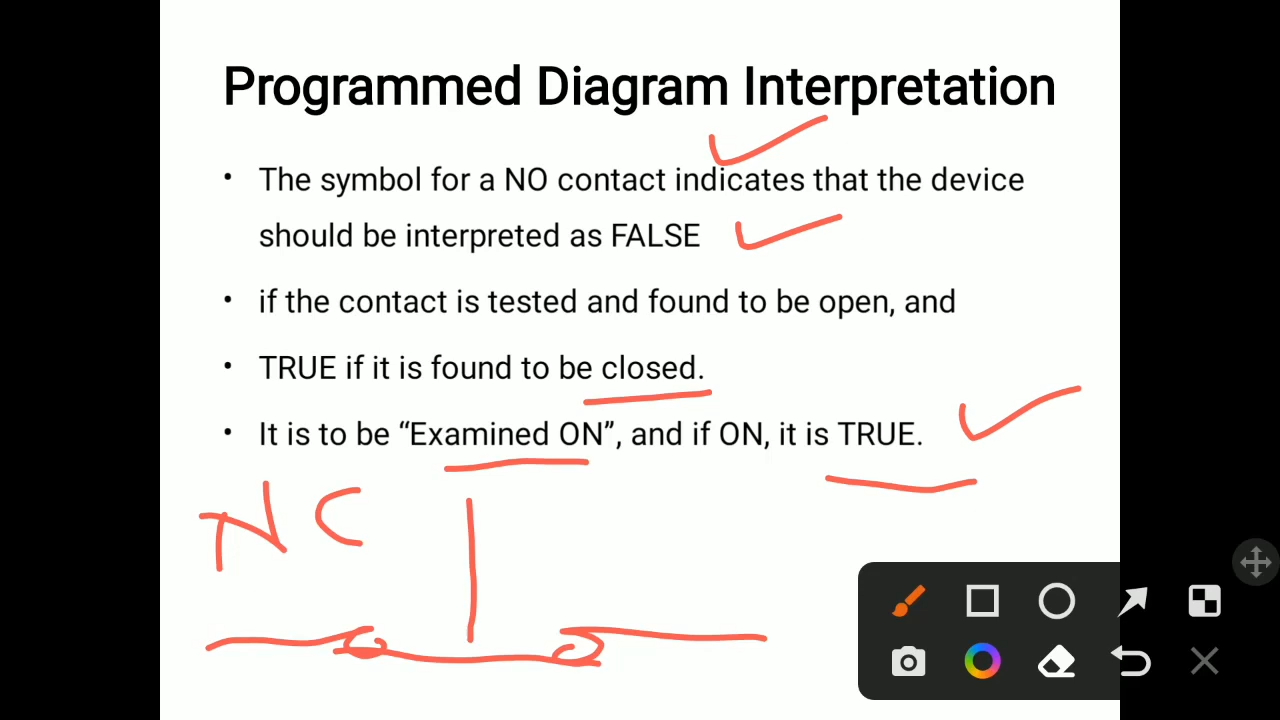 Programmed Diagram Interpretation
• The symbol for a NO contact indicates that the device
should be interpreted as FALSE
• if the contact is tested and found to be open, and
• TRUE if it is found to be closed.
• It is to be “Examined ON”, and if ON, it is TRUE.
NC